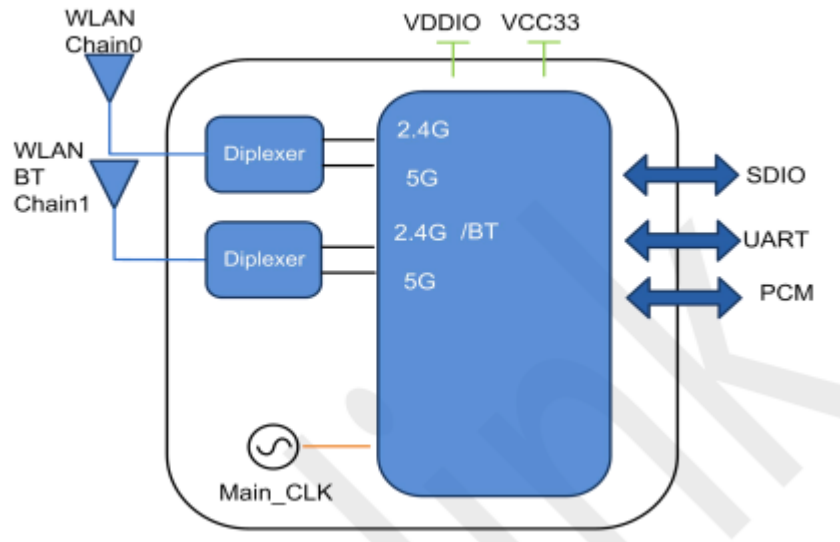 WLAN
Chain0
VDDIO
VCC33
WLAN
BT
Chain1
Diplexer
2.4G
5G
Diplexer
2.4G /BT
5G
SDIO
UART
PCM
Main_CLK
link